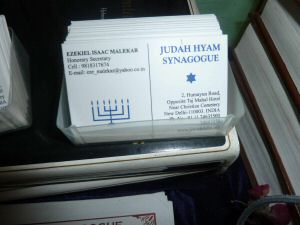 EZEKIEL ISAAC MALEKAR
Honorary Secretary
Cell : 9818317674
E-mail: eze_malekar@yahoo.co.in
JUDAH HYAM
SYNAGOGUE
2, Humayun Road,
Opposite Taj Mahal Hotel
Near Christian Cemetery
New Delhi-110003. INDIA